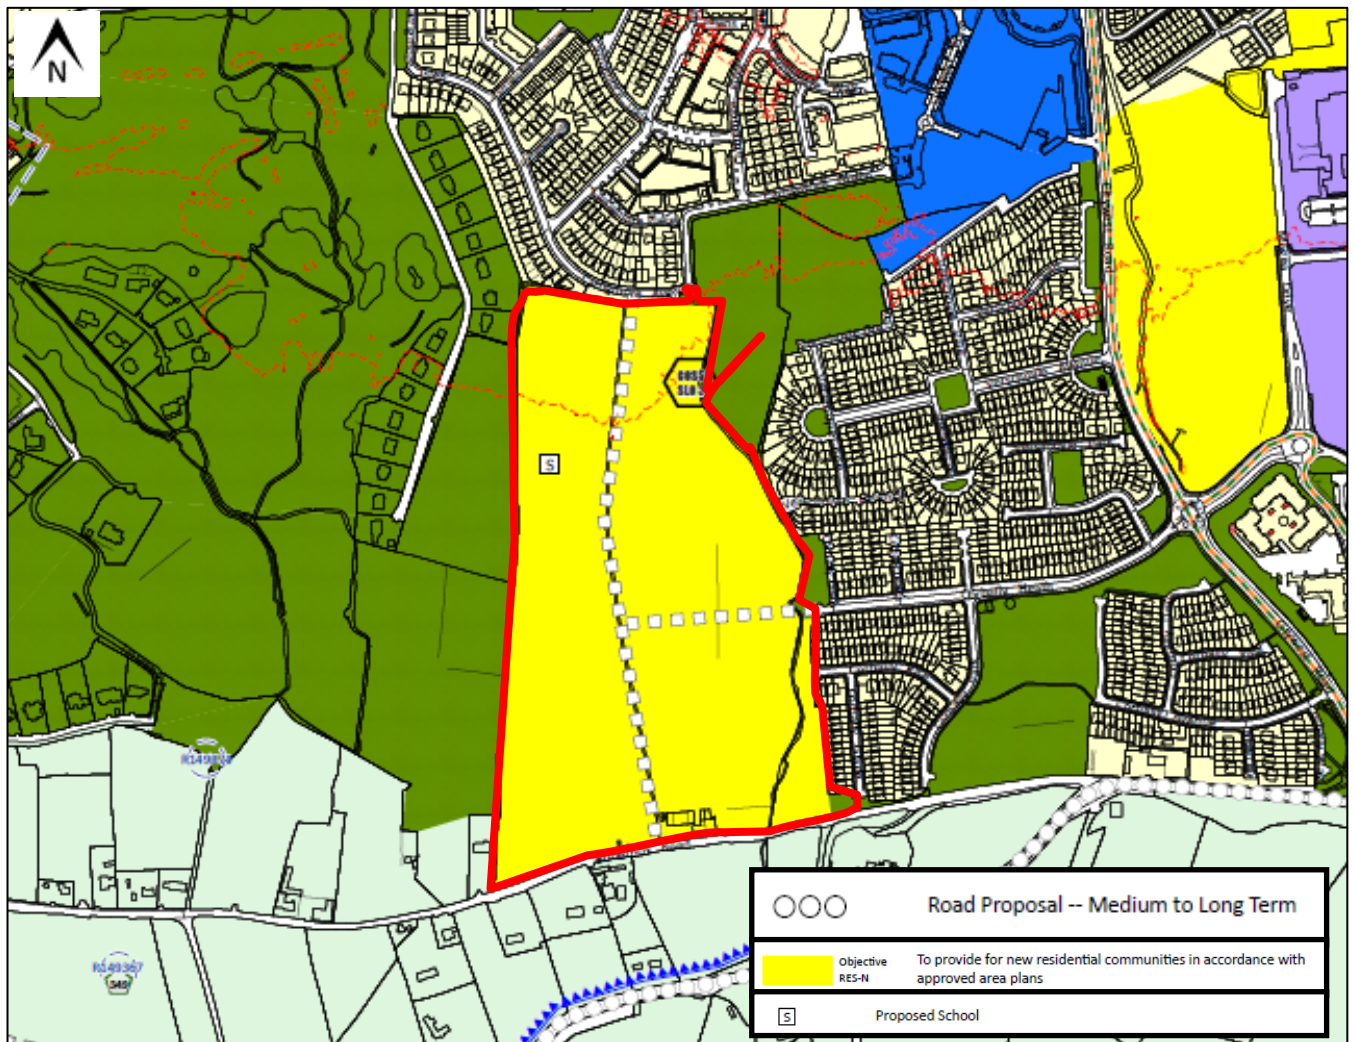 N
S
R149367
349
Road Proposal -- Medium to Long Term
Objective
RES-N
To provide for new residential communities in accordance with
approved area plans
S
Proposed School